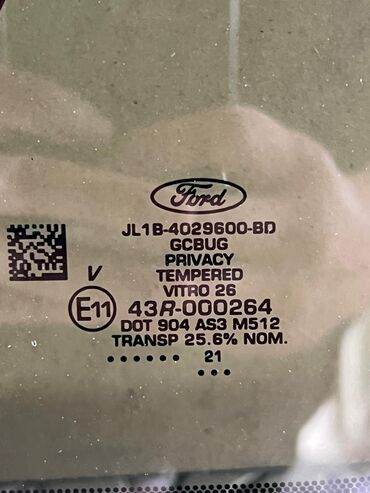 Ford
JL1B-4029600-BD
GCBUG
PRIVACY
TEMPERED
VITRO 26
V
E11 43R-000264
DOT 904 AS3 M512
TRANSP 25.6% NOM.
•••••• 21
•••